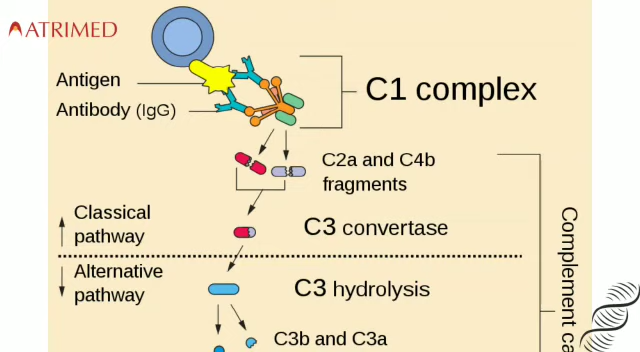 ATRIMED
Antigen
Antibody (IgG)
C1 complex
C2a and C4b
fragments
Classical
pathway
C3 convertase
Alternative
pathway
C3 hydrolysis
C3b and C3a
Complement